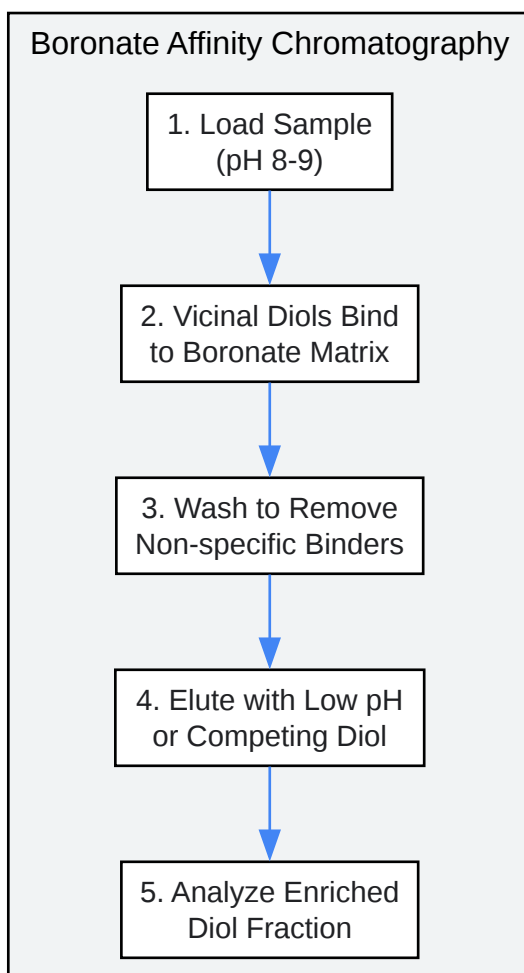 Boronate Affinity Chromatography
1. Load Sample
(pH 8-9)
2. Vicinal Diols Bind
to Boronate Matrix
3. Wash to Remove
Non-specific Binders
4. Elute with Low pH
or Competing Diol
5. Analyze Enriched
Diol Fraction